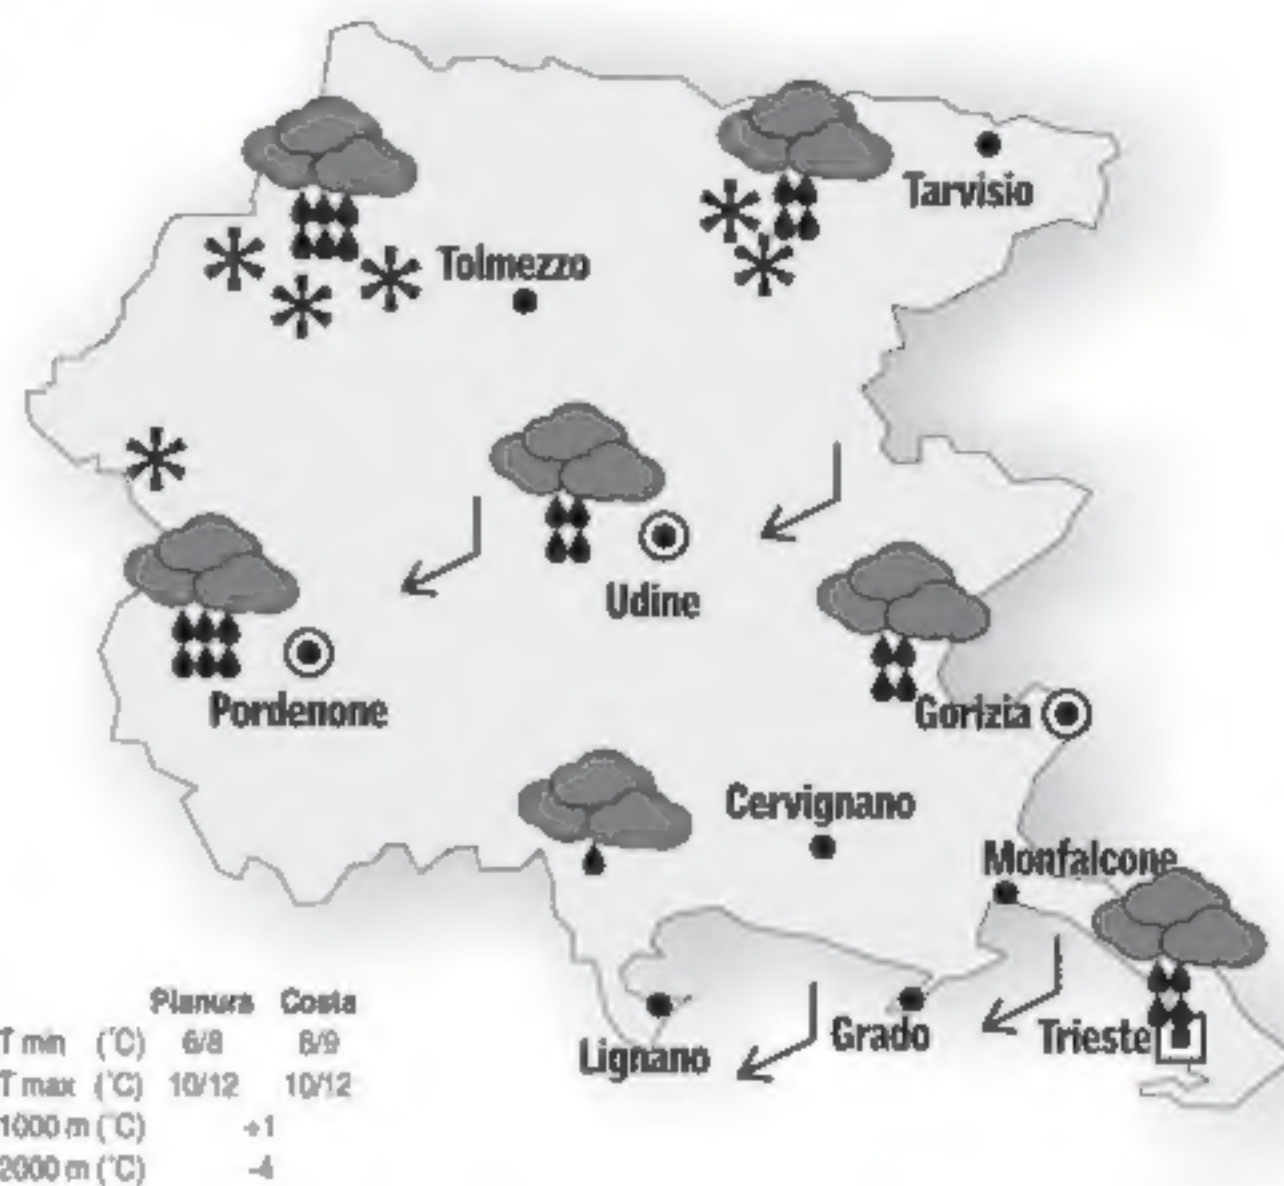 Tarvisio
Tolmezzo
Udine
Pordenone
Gorizia
Cervignano
Monfalcone
Grado
Trieste
Lignano
Pianura Costa
T min (°C) 6/8 8/9
T max (°C) 10/12 10/12
1000 m (°C) +1
2000 m (°C) -4